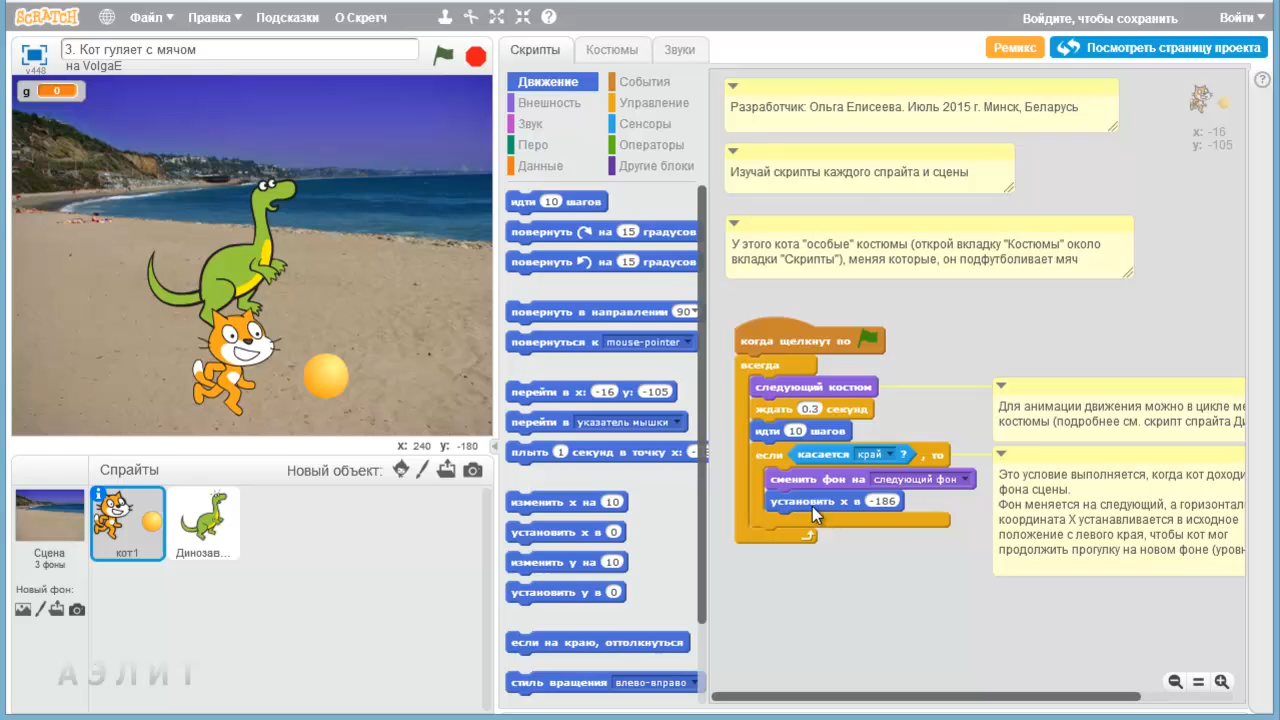 SCRATCH
Файл
Правка
Подсказки
О Скретч
Войдите, чтобы сохранить
Войти
v448
3. Кот гуляет с мячом
на VolgaE
Скрипты
Костюмы
Звуки
Ремикс
Посмотреть страницу проекта
g 0
Движение
Внешность
Звук
Перо
Данные
События
Управление
Сенсоры
Операторы
Другие блоки
идти 10 шагов
повернуть на 15 градусов
повернуть на 15 градусов
повернуть в направлении 90
повернуться к mouse-pointer
перейти в x: -16 y: -105
перейти в указатель мышки
плыть 1 секунд в точку x: -
изменить х на 10
установить х в 0
изменить у на 10
установить у в 0
если на краю, оттолкнуться
стиль вращения влево-вправо
Разработчик: Ольга Елисеева. Июль 2015 г. Минск, Беларусь
Изучай скрипты каждого спрайта и сцены
У этого кота "особые" костюмы (открой вкладку "Костюмы" около
вкладки "Скрипты"), меняя которые, он подфутболивает мяч
x: -16
y: -105
когда щелкнут по
всегда
следующий костюм
ждать 0.3 секунд
идти 10 шагов
если касается край ? , то
сменить фон на следующий фон
установить х в -186
Для анимации движения можно в цикле ме
костюмы (подробнее см. скрипт спрайта Ди
Это условие выполняется, когда кот доходи
фона сцены.
Фон меняется на следующий, а горизонтал
координата X устанавливается в исходное
положение с левого края, чтобы кот мог
продолжить прогулку на новом фоне (уровн
x: 240 y: -180
Спрайты
Новый объект:
Сцена
3 фоны
Новый фон:
кот1
Динозав...
АЭЛИТ